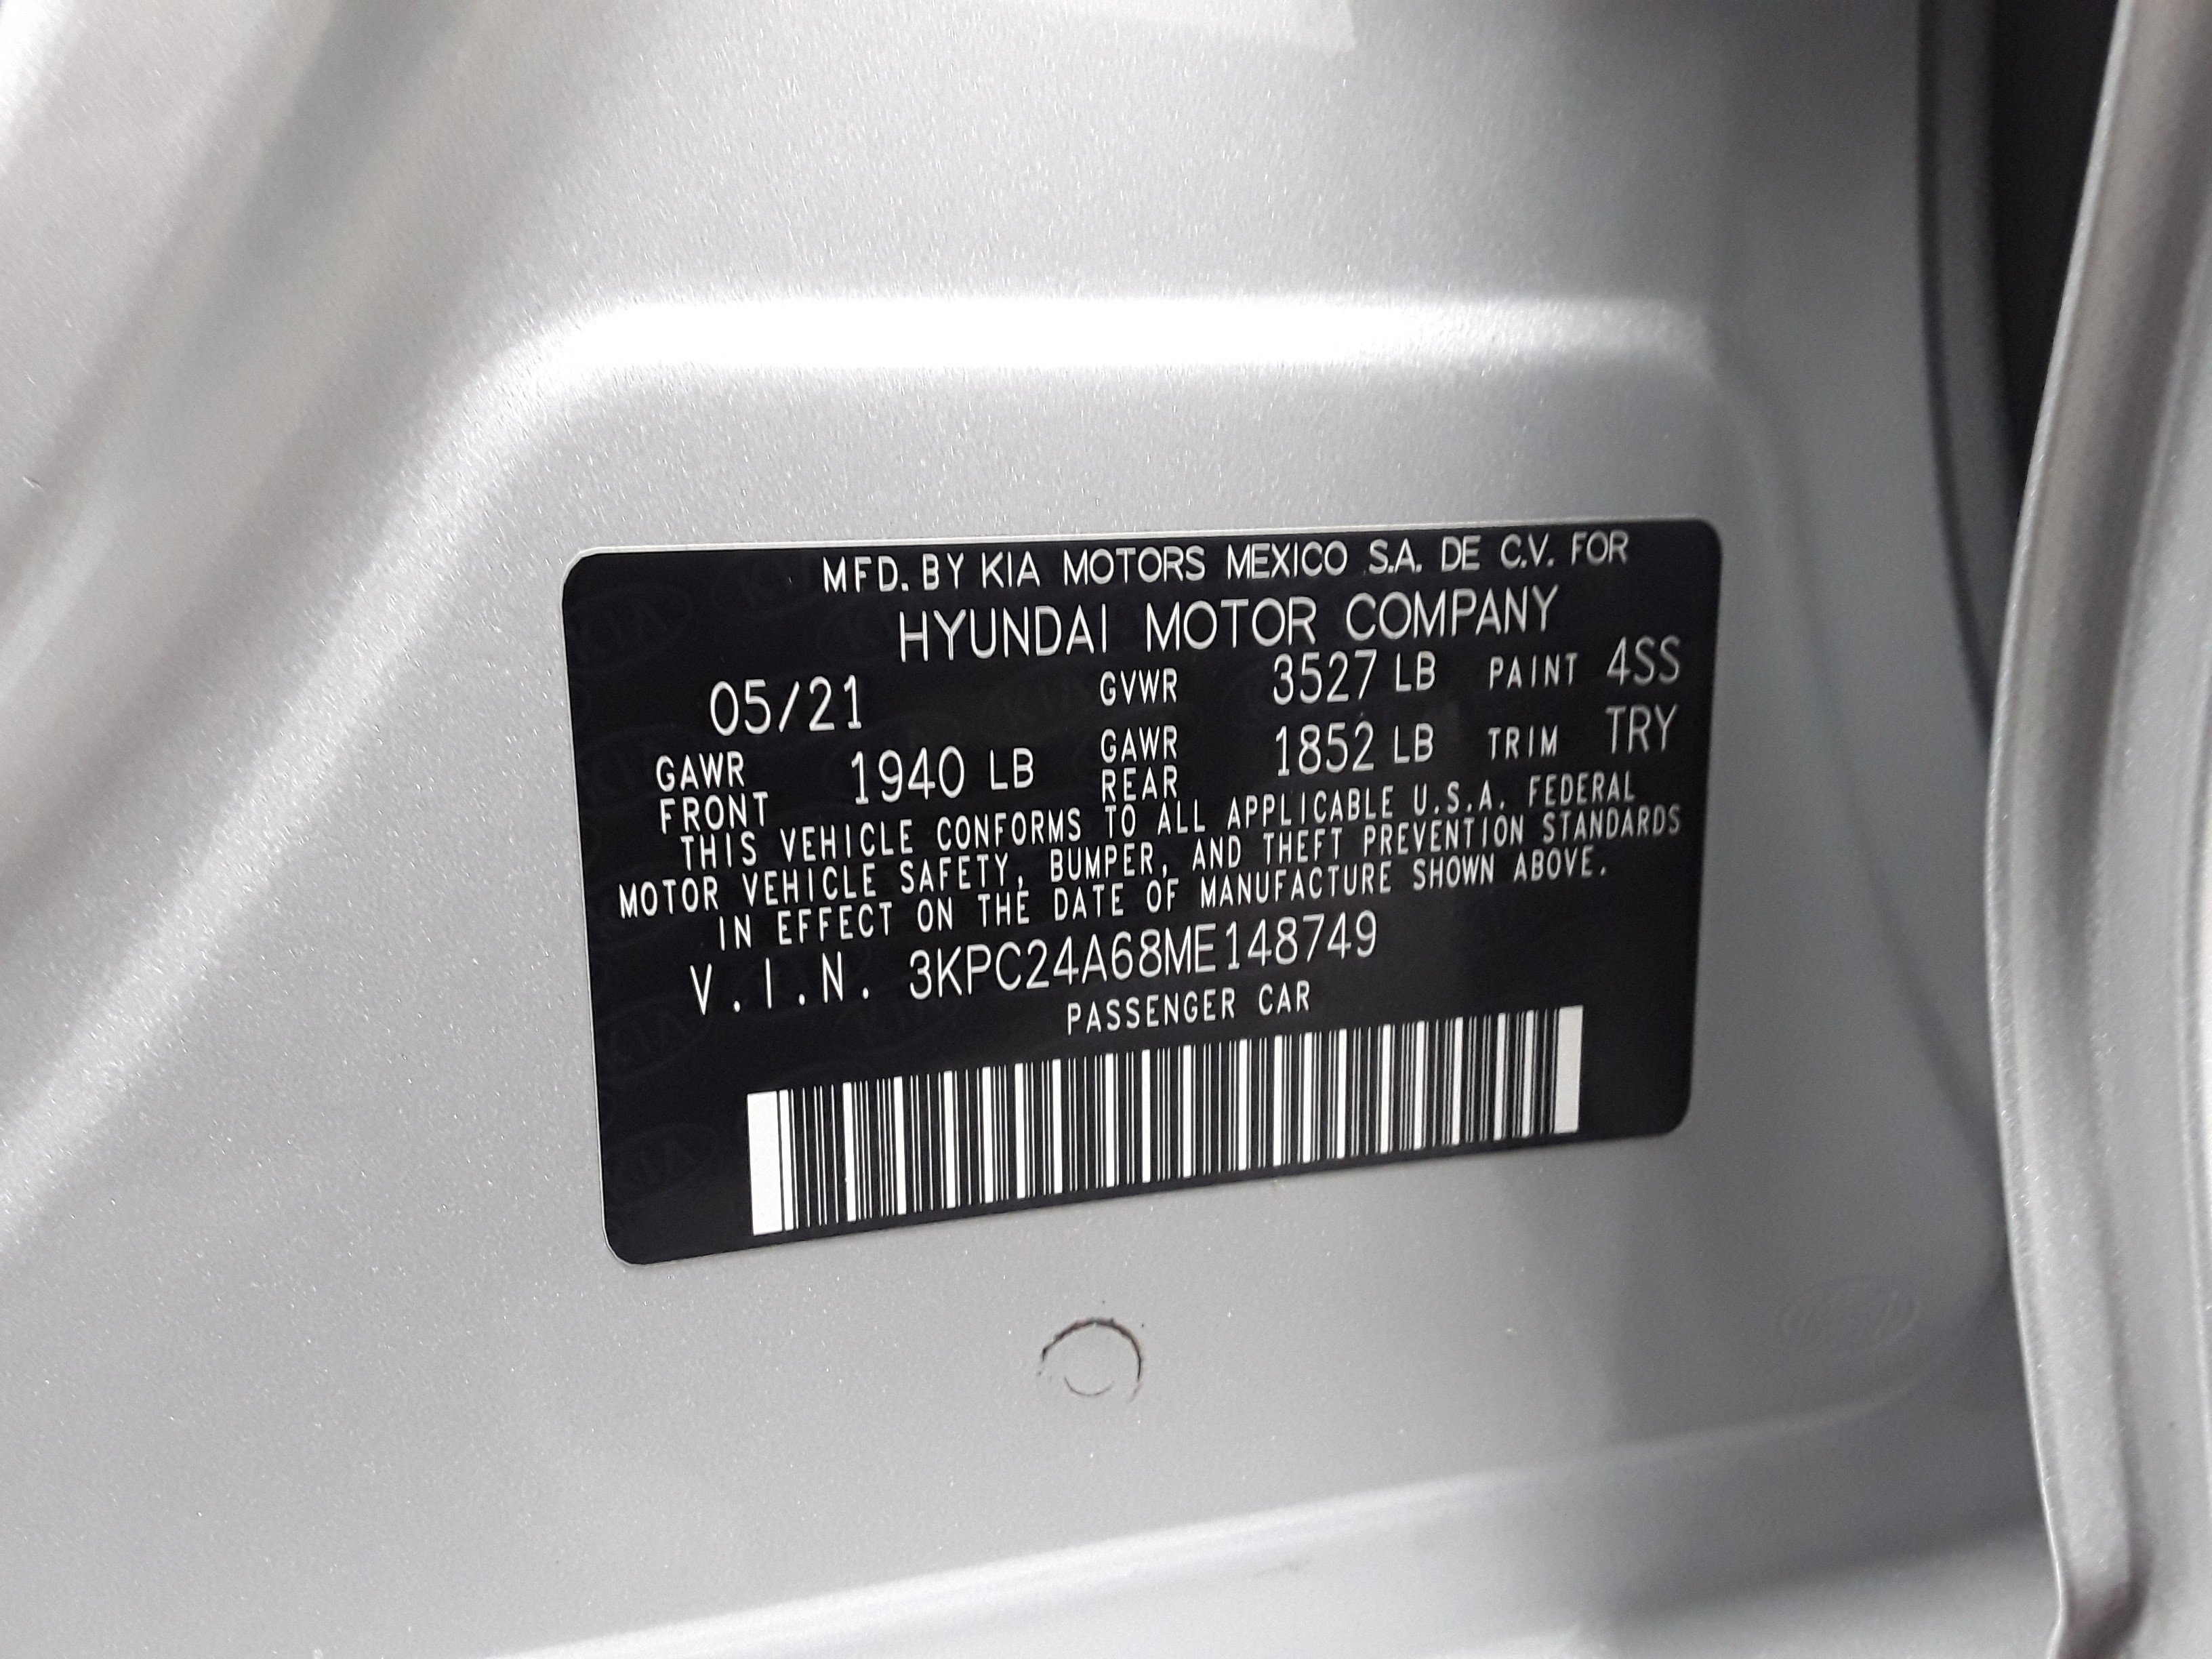 MFD. BY KIA MOTORS MEXICO S.A. DE C.V. FOR
HYUNDAI MOTOR COMPANY
05/21 GVWR 3527 LB PAINT 4SS
GAWR FRONT 1940 LB GAWR REAR 1852 LB TRIM TRY
THIS VEHICLE CONFORMS TO ALL APPLICABLE U.S.A. FEDERAL
MOTOR VEHICLE SAFETY, BUMPER, AND THEFT PREVENTION STANDARDS
IN EFFECT ON THE DATE OF MANUFACTURE SHOWN ABOVE.
V.I.N. 3KPC24A68ME148749
PASSENGER CAR